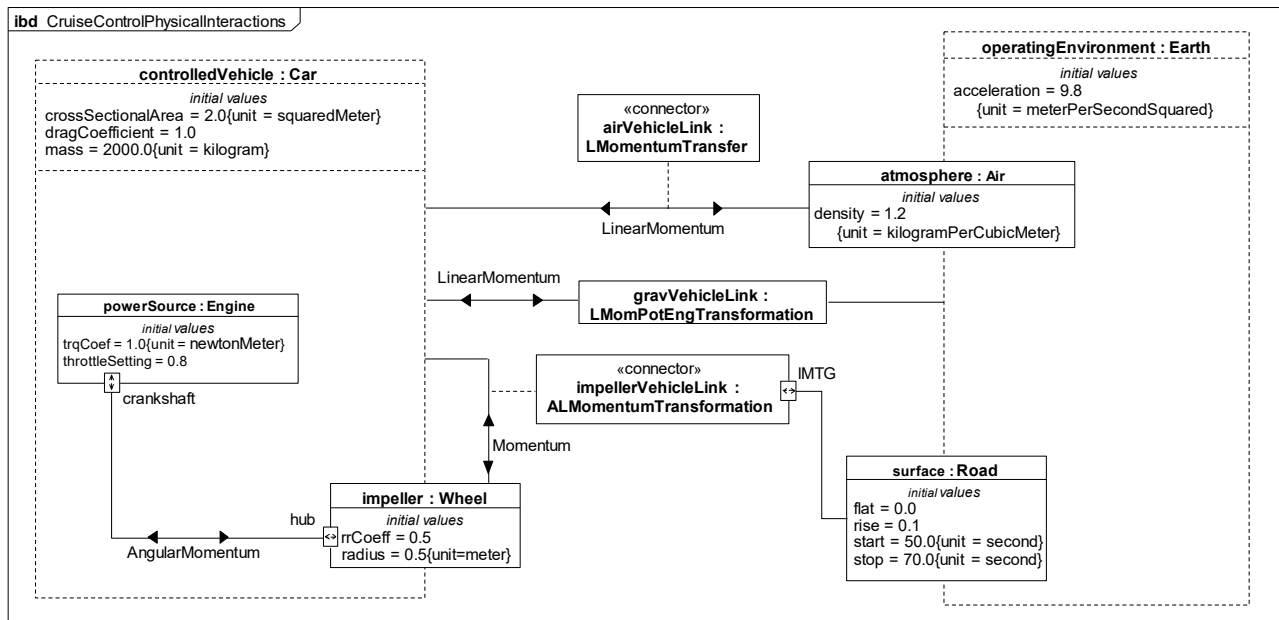 ibd CruiseControlPhysicalInteractions
controlledVehicle : Car
initial values
crossSectionalArea = 2.0{unit = squaredMeter}
dragCoefficient = 1.0
mass = 2000.0{unit = kilogram}
operatingEnvironment : Earth
initial values
acceleration = 9.8
{unit = meterPerSecondSquared}
«connector»
airVehicleLink :
LMomentumTransfer
atmosphere : Air
initial values
density = 1.2
{unit = kilogramPerCubicMeter}
LinearMomentum
LinearMomentum
gravVehicleLink :
LMomPotEngTransformation
powerSource : Engine
initial values
trqCoef = 1.0{unit = newtonMeter}
throttleSetting = 0.8
crankshaft
«connector»
impellerVehicleLink :
ALMomentumTransformation
IMTG
Momentum
impeller : Wheel
initial values
rrCoeff = 0.5
radius = 0.5{unit=meter}
hub
AngularMomentum
surface : Road
initial values
flat = 0.0
rise = 0.1
start = 50.0{unit = second}
stop = 70.0{unit = second}